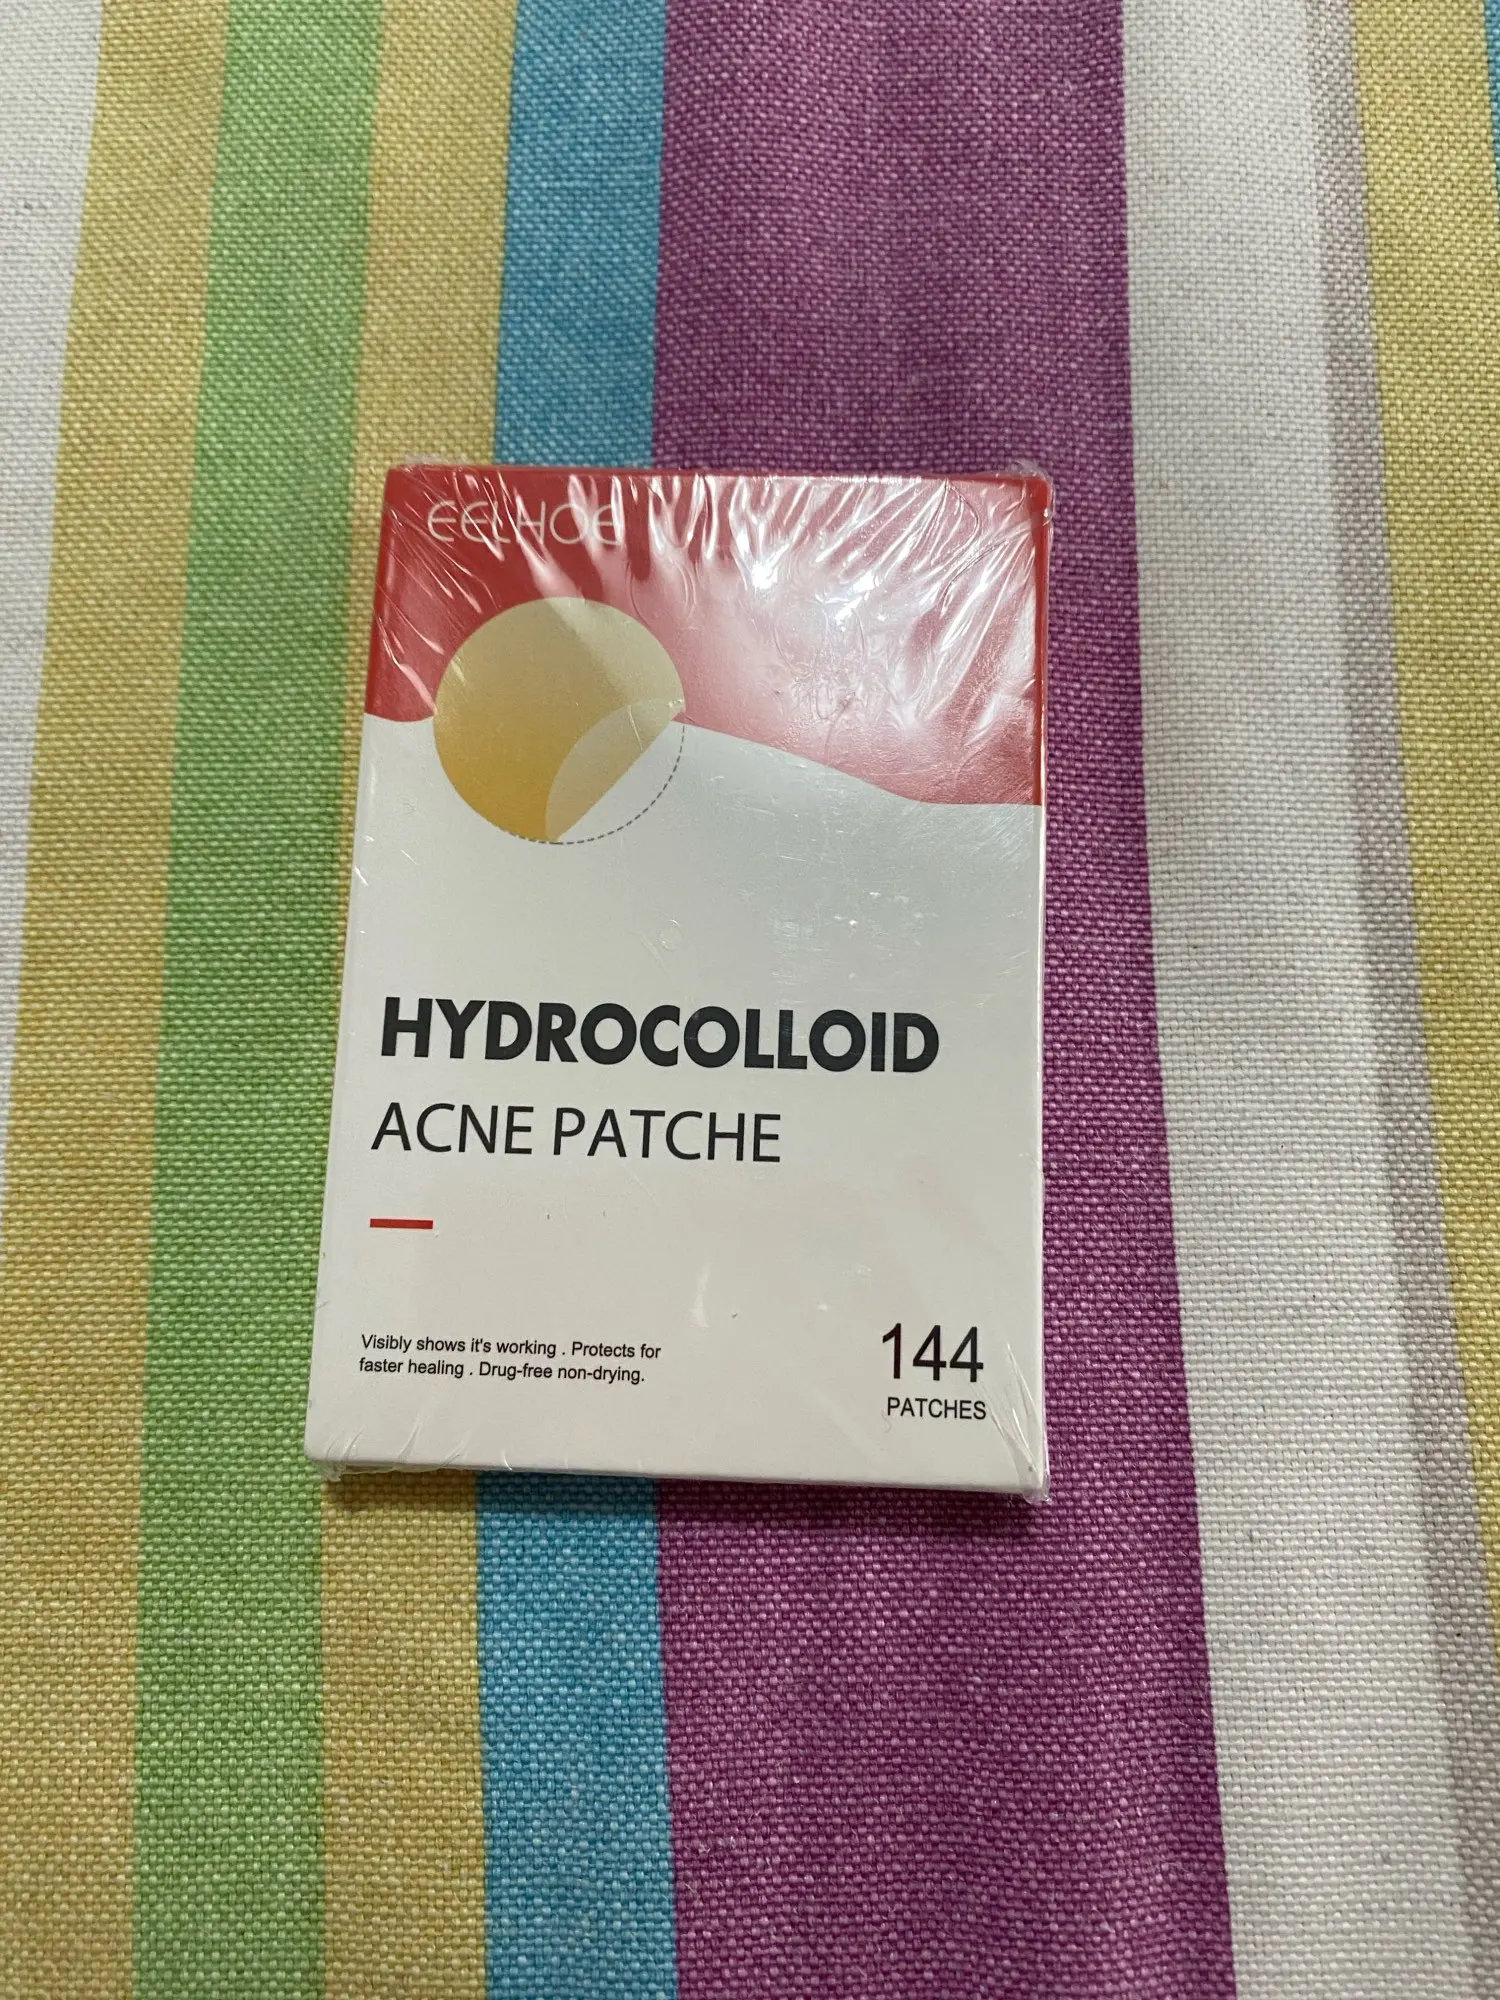 EELHOE
HYDROCOLLOID
ACNE PATCHE
Visibly shows it's working . Protects for
faster healing . Drug-free non-drying.
144
PATCHES